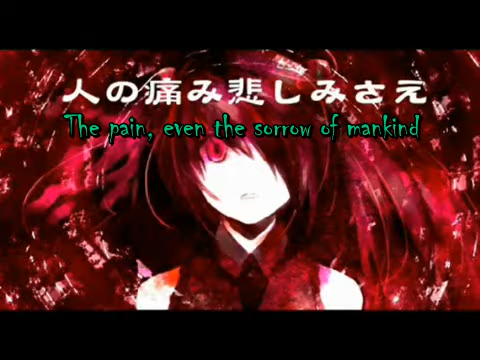 人の痛み悲しみさえ
The pain, even the sorrow of mankind